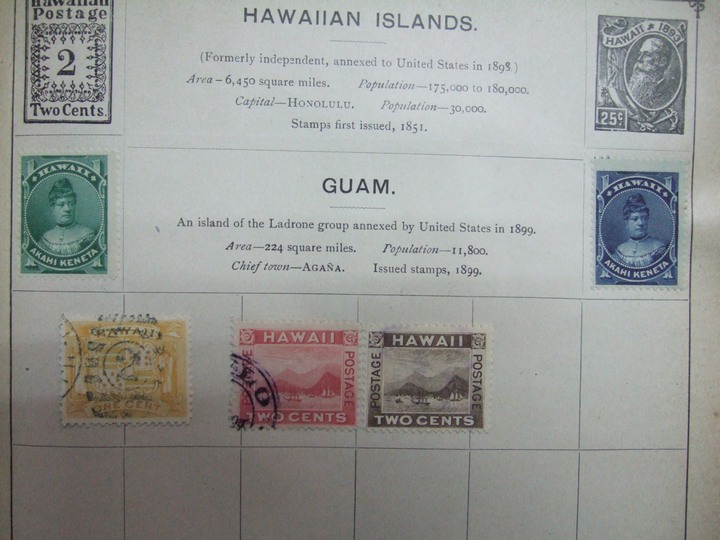 Hawaiian
Postage
2
Two Cents.
HAWAIIAN ISLANDS.
(Formerly independent, annexed to United States in 1898.)
Area—6,450 square miles. Population—175,000 to 180,000.
Capital—HONOLULU. Population—30,000.
Stamps first issued, 1851.
HAWAII 1893
25c
HAWAII
AKAHI KENETA
GUAM.
An island of the Ladrone group annexed by United States in 1899.
Area—224 square miles. Population—11,800.
Chief town—AGAÑA. Issued stamps, 1899.
HAWAII
AKAHI KENETA
HAWAII
ONE CENT
HAWAII
POSTAGE
TWO CENTS
HAWAII
POSTAGE
POSTAGE
TWO CENTS